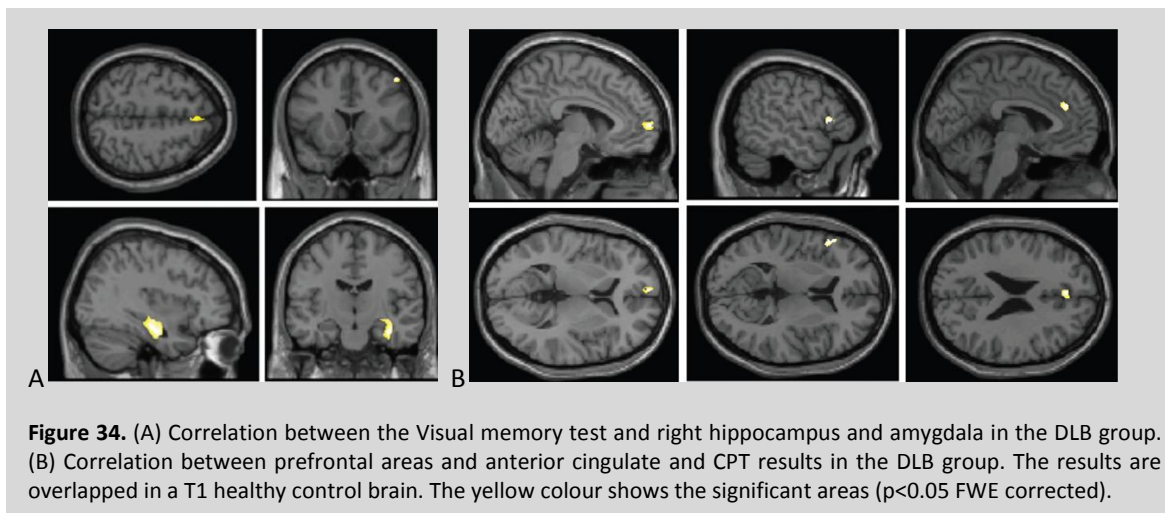 A
B
Figure 34. (A) Correlation between the Visual memory test and right hippocampus and amygdala in the DLB group.
(B) Correlation between prefrontal areas and anterior cingulate and CPT results in the DLB group. The results are
overlapped in a T1 healthy control brain. The yellow colour shows the significant areas (p<0.05 FWE corrected).